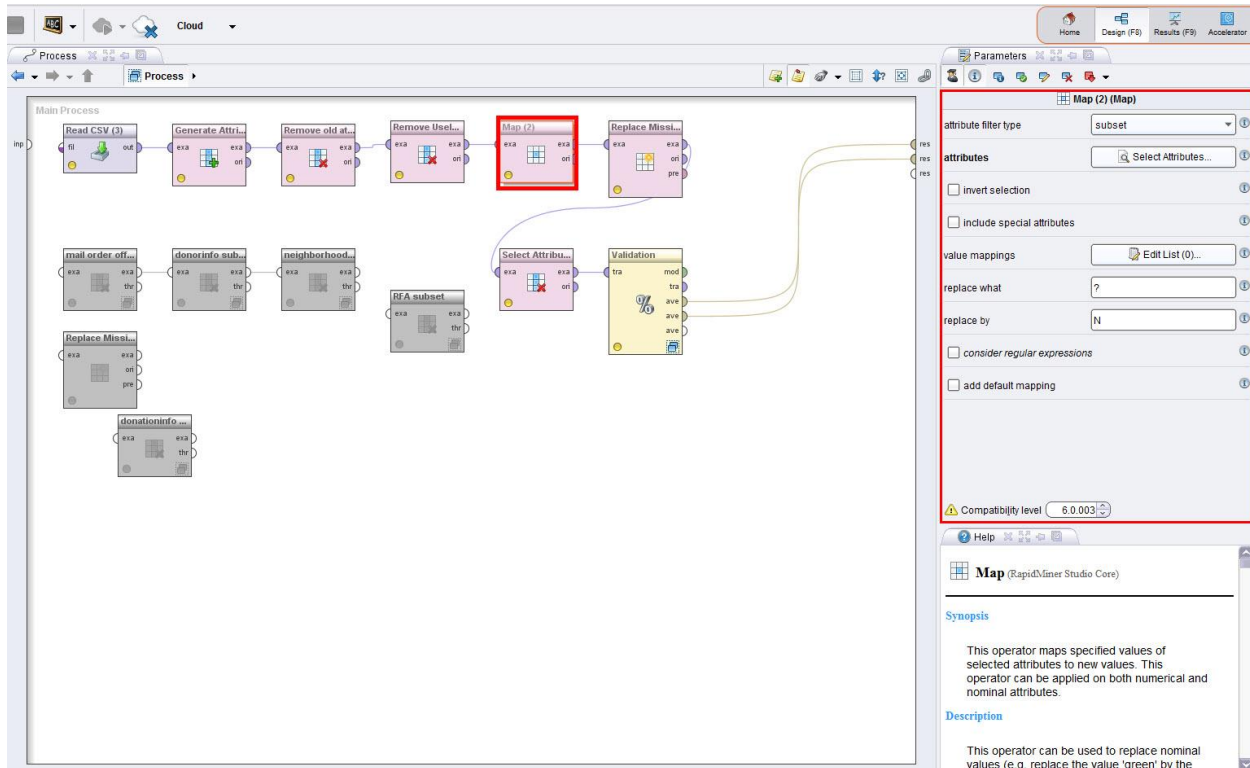 ABC
Cloud
Home
Design (F8)
Results (F9)
Accelerator
Process
Parameters
Process
Main Process
inp
Read CSV (3)
fil
out
Generate Attri...
exa
exa
ori
Remove old at...
exa
exa
ori
Remove Usel...
exa
exa
ori
Map (2)
exa
exa
ori
Replace Missi...
exa
exa
ori
pre
res
res
res
mail order off...
exa
exa
thr
donorinfo sub...
exa
exa
thr
neighborhood...
exa
exa
thr
RFA subset
exa
exa
thr
Select Attribu...
exa
exa
ori
Validation
tra
mod
tra
ave
ave
ave
%
Replace Missi...
exa
exa
ori
pre
donationinfo ...
exa
exa
thr
Map (2) (Map)
attribute filter type
subset
attributes
Select Attributes...
invert selection
include special attributes
value mappings
Edit List (0)...
replace what
?
replace by
N
consider regular expressions
add default mapping
Compatibility level
6.0.003
Help
Map (RapidMiner Studio Core)
Synopsis
This operator maps specified values of
selected attributes to new values. This
operator can be applied on both numerical and
nominal attributes.
Description
This operator can be used to replace nominal
values (e.g. replace the value 'green' by the